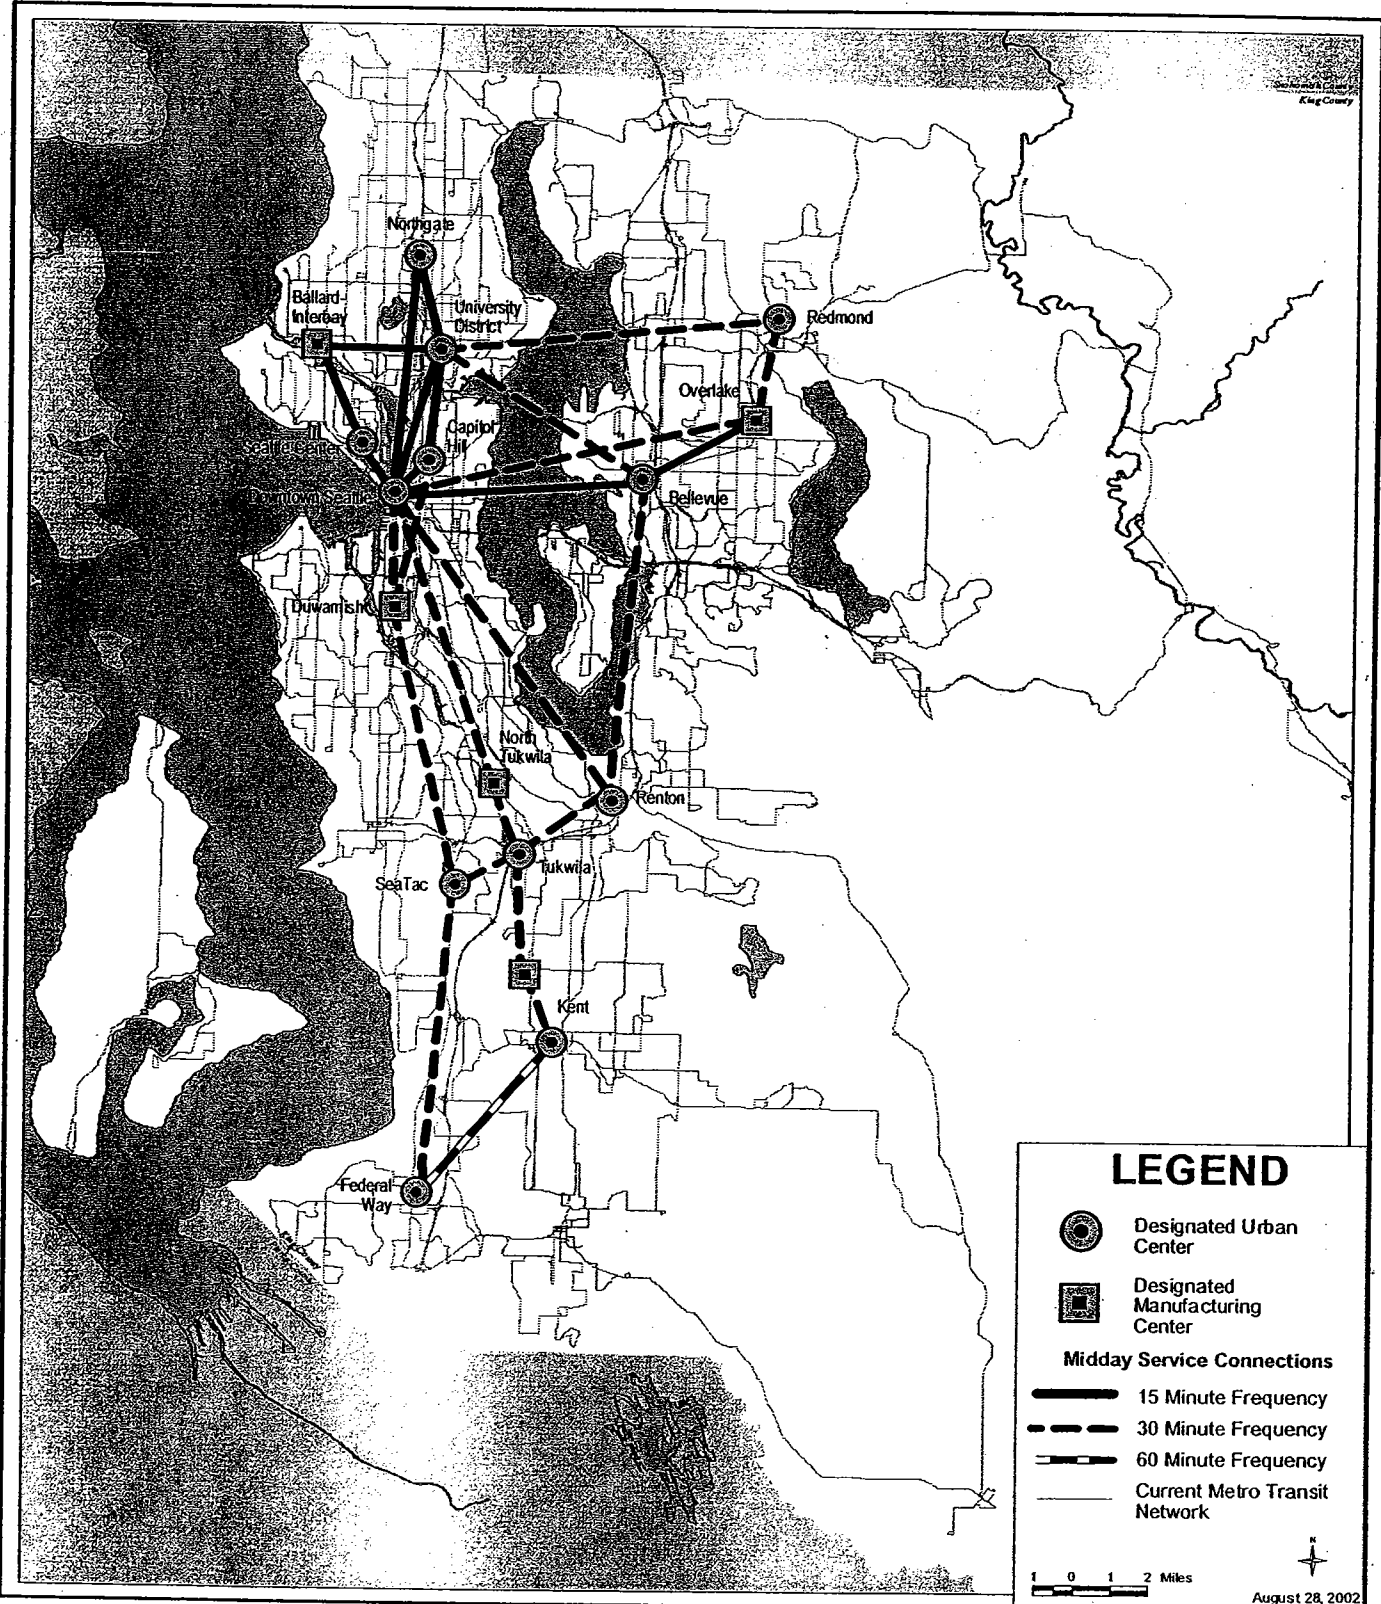 Snohomish County
King County
Northgate
Ballard-
Interbay
University
District
Redmond
Overlake
Capitol
Hill
Seattle Center
Downtown Seattle
Bellevue
Duwamish
North
Tukwila
Renton
Tukwila
SeaTac
Kent
Federal
Way
LEGEND
Designated Urban
Center
Designated
Manufacturing
Center
Midday Service Connections
15 Minute Frequency
30 Minute Frequency
60 Minute Frequency
Current Metro Transit
Network
N
1 0 1 2 Miles
August 28, 2002